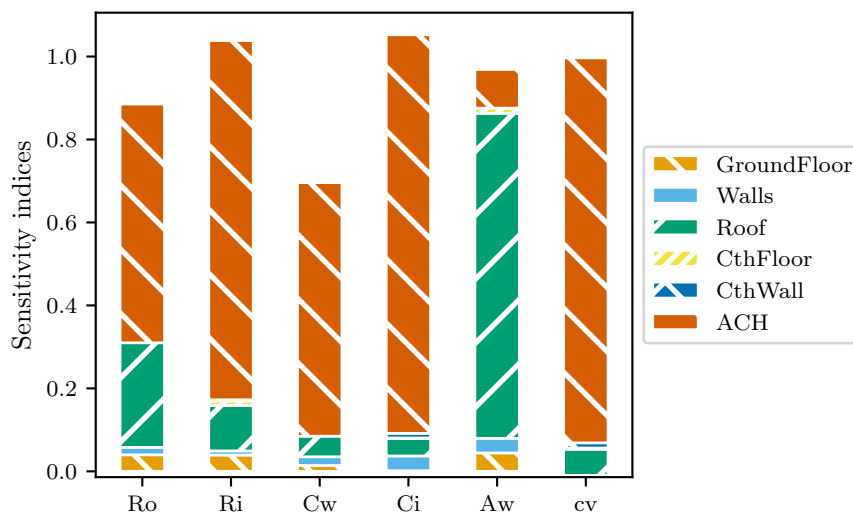 Sensitivity indices
1.0
0.8
0.6
0.4
0.2
0.0
Ro Ri Cw Ci Aw cv
GroundFloor
Walls
Roof
CthFloor
CthWall
ACH